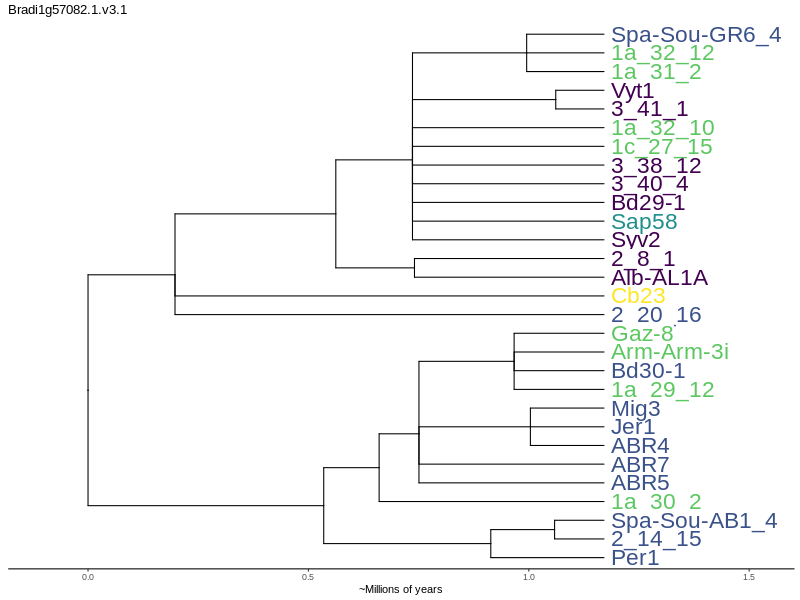 Bradi1g57082.1.v3.1
Spa-Sou-GR6_4
1a_32_12
1a_31_2
Vyt1
3_41_1
1a_32_10
1c_27_15
3_38_12
3_40_4
Bd29-1
Sap58
Syv2
2_8_1
Alb-AL1A
Cb23
2_20_16
Gaz-8
Arm-Arm-3i
Bd30-1
1a_29_12
Mig3
Jer1
ABR4
ABR7
ABR5
1a_30_2
Spa-Sou-AB1_4
2_14_15
Per1
0.0 0.5 1.0 1.5
~Millions of years